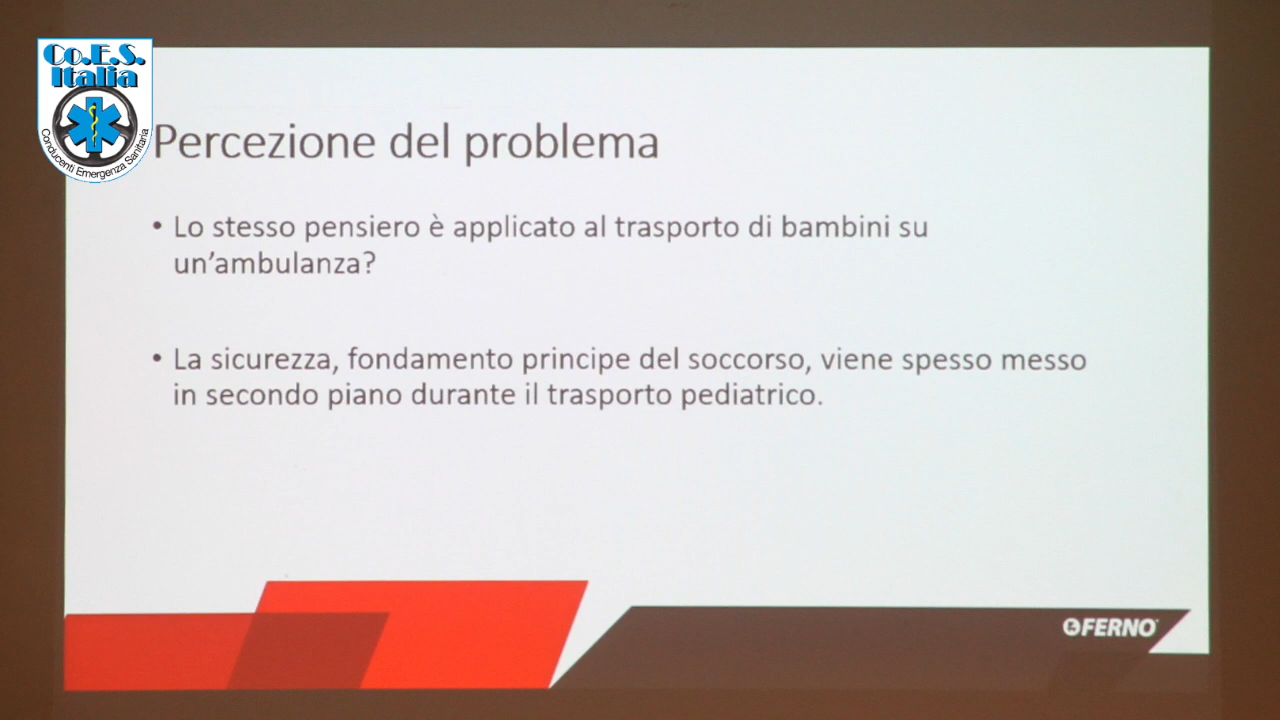 Co.E.S.
Italia
Conducenti Emergenza Sanitaria
Percezione del problema
• Lo stesso pensiero è applicato al trasporto di bambini su
un’ambulanza?
• La sicurezza, fondamento principe del soccorso, viene spesso messo
in secondo piano durante il trasporto pediatrico.
FERNO